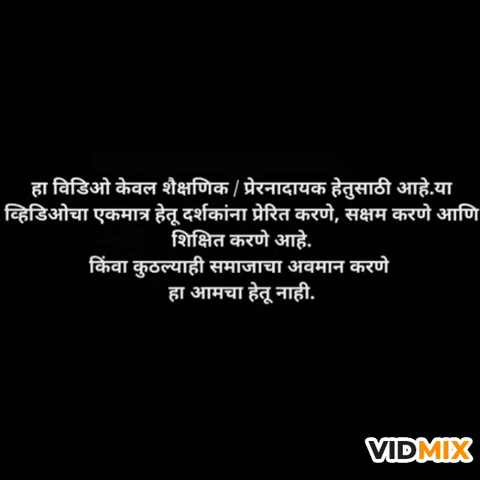 हा विडिओ केवल शैक्षणिक / प्रेरनादायक हेतुसाठी आहे.या
व्हिडिओचा एकमात्र हेतू दर्शकांना प्रेरित करणे, सक्षम करणे आणि
शिक्षित करणे आहे.
किंवा कुठल्याही समाजाचा अवमान करणे
हा आमचा हेतू नाही.
VIDMIX